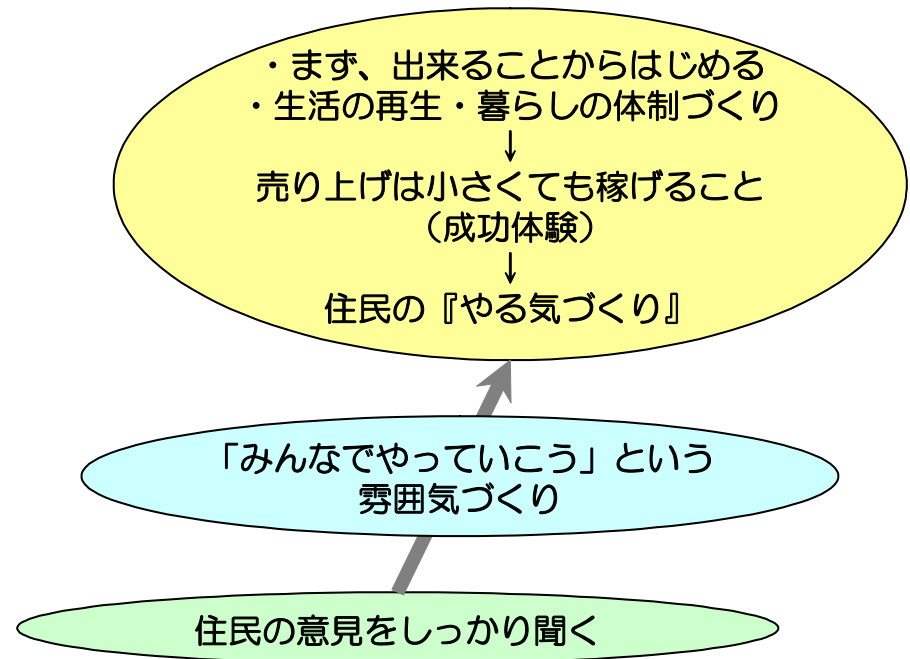 ・まず、出来ることからはじめる
・生活の再生・暮らしの体制づくり
↓
売り上げは小さくても稼げること
（成功体験）
↓
住民の『やる気づくり』
「みんなでやっていこう」という
雰囲気づくり
住民の意見をしっかり聞く